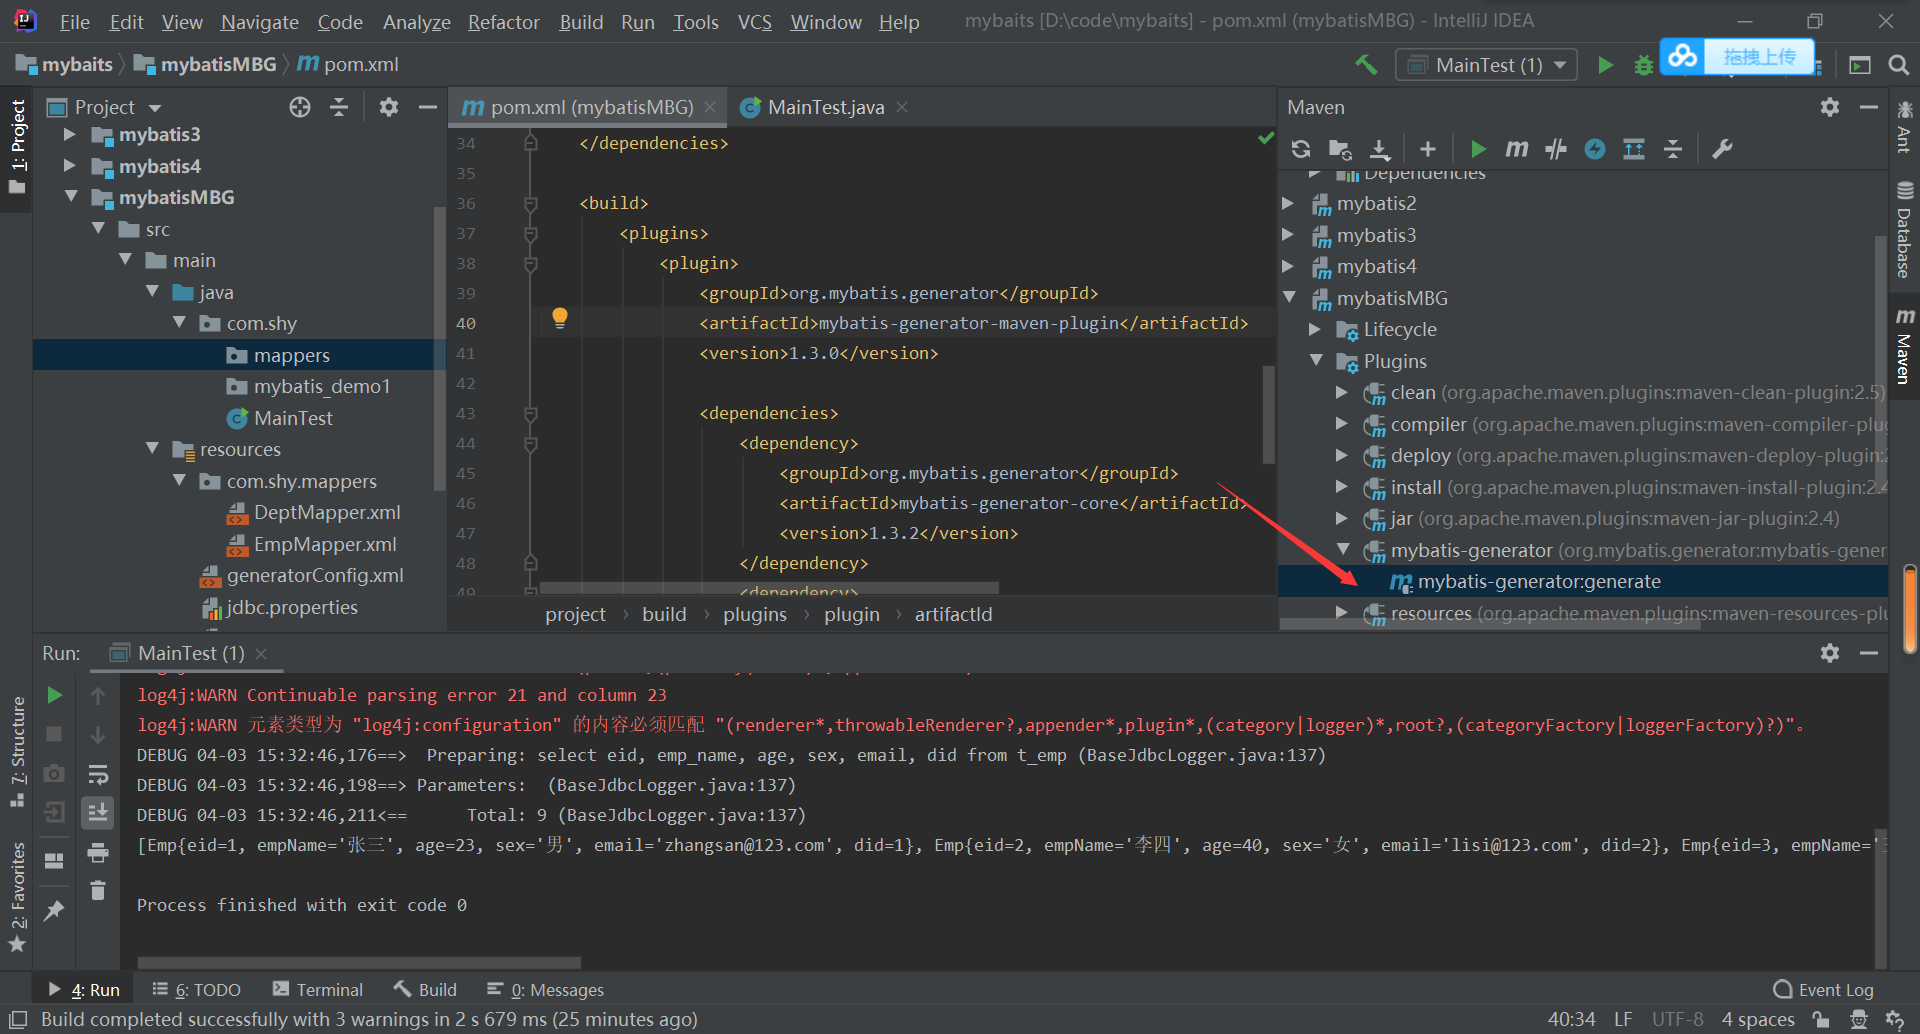 File Edit View Navigate Code Analyze Refactor Build Run Tools VCS Window Help mybaits [D:\code\mybaits] - pom.xml (mybatisMBG) - IntelliJ IDEA
mybaits mybatisMBG m pom.xml
MainTest (1)
拖拽上传
1: Project
Project
mybatis3
mybatis4
mybatisMBG
src
main
java
com.shy
mappers
mybatis_demo1
MainTest
resources
com.shy.mappers
DeptMapper.xml
EmpMapper.xml
generatorConfig.xml
jdbc.properties
m pom.xml (mybatisMBG) MainTest.java
34 </dependencies>
35
36 <build>
37 <plugins>
38 <plugin>
39 <groupId>org.mybatis.generator</groupId>
40 <artifactId>mybatis-generator-maven-plugin</artifactId>
41 <version>1.3.0</version>
42
43 <dependencies>
44 <dependency>
45 <groupId>org.mybatis.generator</groupId>
46 <artifactId>mybatis-generator-core</artifactId>
47 <version>1.3.2</version>
48 </dependency>
49 <dependency>
project build plugins plugin artifactId
Maven
Dependencies
mybatis2
mybatis3
mybatis4
mybatisMBG
Lifecycle
Plugins
clean (org.apache.maven.plugins:maven-clean-plugin:2.5)
compiler (org.apache.maven.plugins:maven-compiler-plug
deploy (org.apache.maven.plugins:maven-deploy-plugin:2
install (org.apache.maven.plugins:maven-install-plugin:2.4
jar (org.apache.maven.plugins:maven-jar-plugin:2.4)
mybatis-generator (org.mybatis.generator:mybatis-gener
mybatis-generator:generate
resources (org.apache.maven.plugins:maven-resources-plu
Ant
Database
m Maven
Run: MainTest (1)
log4j:WARN Continuable parsing error 21 and column 23
log4j:WARN 元素类型为 "log4j:configuration" 的内容必须匹配 "(renderer*,throwableRenderer?,appender*,plugin*,(category|logger)*,root?,(categoryFactory|loggerFactory)?)"。
DEBUG 04-03 15:32:46,176==>  Preparing: select eid, emp_name, age, sex, email, did from t_emp (BaseJdbcLogger.java:137)
DEBUG 04-03 15:32:46,198==> Parameters:  (BaseJdbcLogger.java:137)
DEBUG 04-03 15:32:46,211<==      Total: 9 (BaseJdbcLogger.java:137)
[Emp{eid=1, empName='张三', age=23, sex='男', email='zhangsan@123.com', did=1}, Emp{eid=2, empName='李四', age=40, sex='女', email='lisi@123.com', did=2}, Emp{eid=3, empName='
Process finished with exit code 0
7: Structure
2: Favorites
4: Run 6: TODO Terminal Build 0: Messages Event Log
Build completed successfully with 3 warnings in 2 s 679 ms (25 minutes ago) 40:34 LF UTF-8 4 spaces